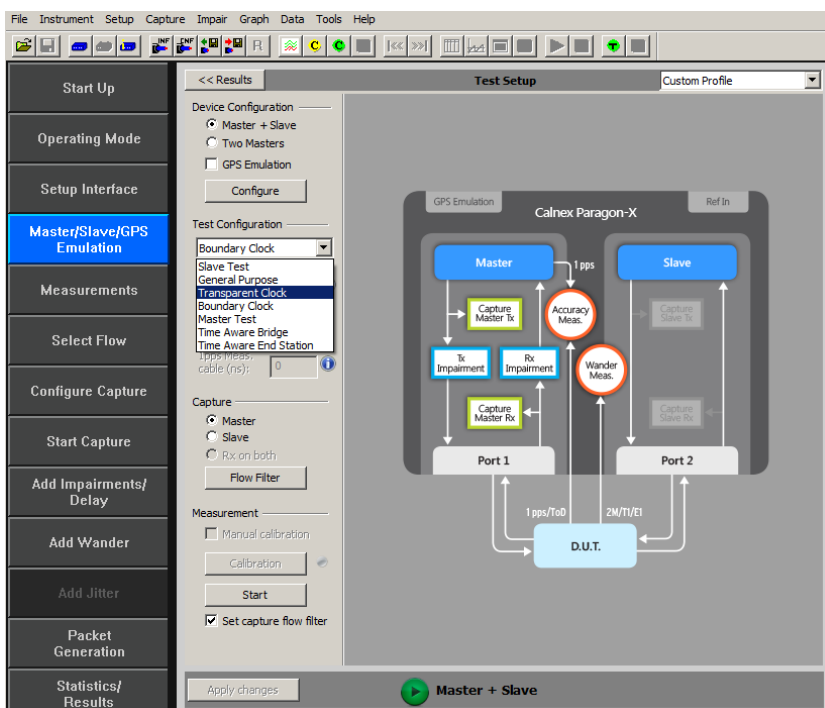 File Instrument Setup Capture Impair Graph Data Tools Help
INF
CNF
R
C
C
T
Start Up
Operating Mode
Setup Interface
Master/Slave/GPS
Emulation
Measurements
Select Flow
Configure Capture
Start Capture
Add Impairments/
Delay
Add Wander
Add Jitter
Packet
Generation
Statistics/
Results
<< Results
Test Setup
Custom Profile
Device Configuration
Master + Slave
Two Masters
GPS Emulation
Configure
Test Configuration
Boundary Clock
Slave Test
General Purpose
Transparent Clock
Boundary Clock
Master Test
Time Aware Bridge
Time Aware End Station
1pps Meas.
cable (ns):
0
Capture
Master
Slave
Rx on both
Flow Filter
Measurement
Manual calibration
Calibration
Start
Set capture flow filter
GPS Emulation
Calnex Paragon-X
Ref In
Master
1 pps
Slave
Capture
Master Tx
Accuracy
Meas.
Capture
Slave Tx
Tx
Impairment
Rx
Impairment
Wander
Meas.
Capture
Master Rx
Capture
Slave Rx
Port 1
Port 2
1 pps/ToD
2M/T1/E1
D.U.T.
Apply changes
Master + Slave